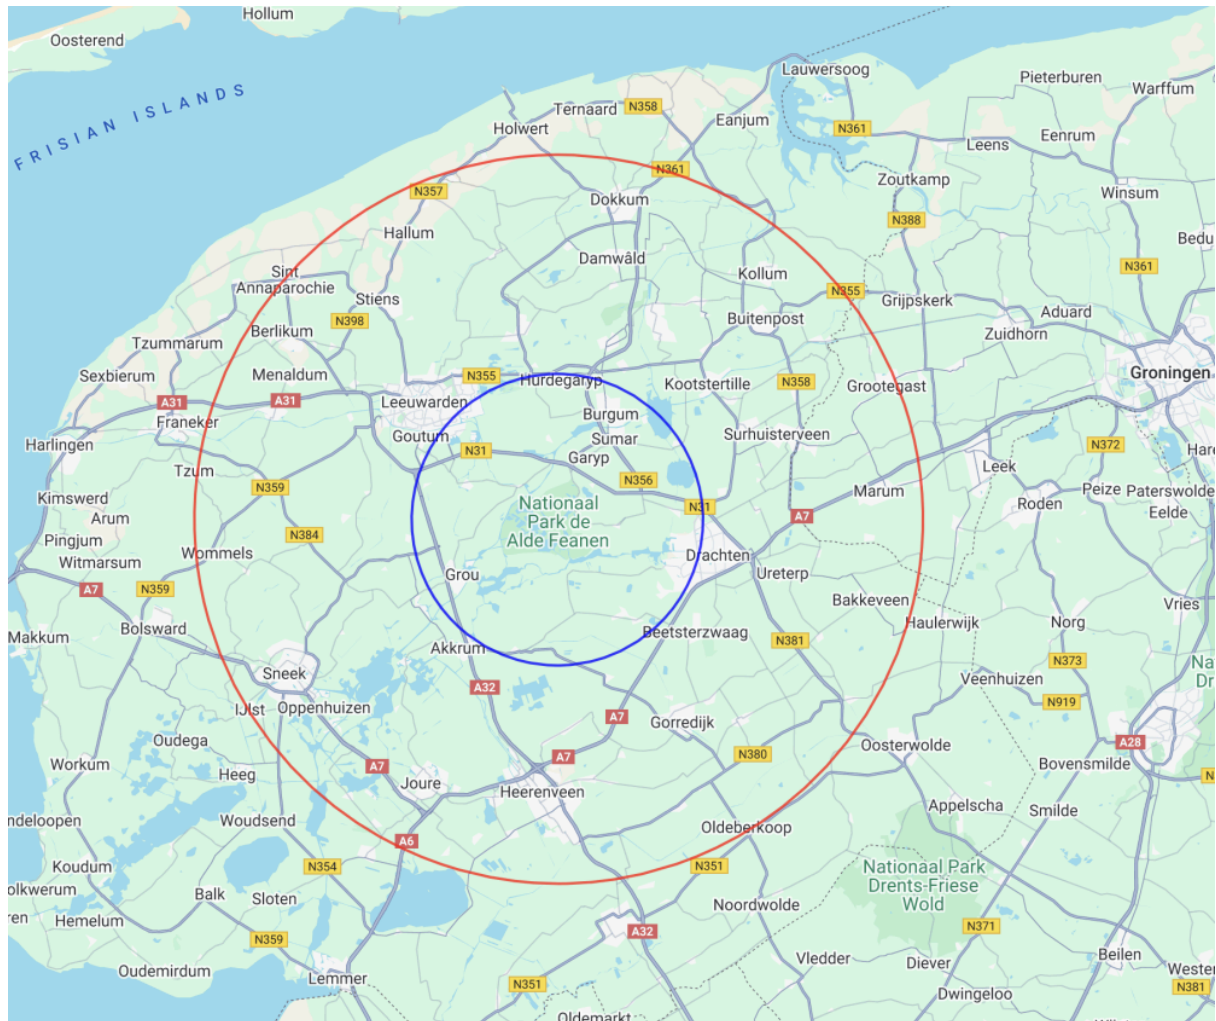 Hollum
Oosterend
FRISIAN ISLANDS
Lauwersoog
Pieterburen
Warffum
Ternaard
N358
Holwert
Eanjum
N361
Eenrum
Leens
N361
Zoutkamp
N357
Winsum
Dokkum
N388
Hallum
Bedu
Damwâld
N361
Sint
Annaparochie
Kollum
Stiens
N355
Grijpskerk
Aduard
N398
Buitenpost
Berlikum
Zuidhorn
Tzummarum
Sexbierum
Menaldum
N355
Hurdegaryp
Kootstertille
N358
Grootegast
Groningen
A31
A31
Leeuwarden
Franeker
Burgum
Harlingen
Goutum
Sumar
Surhuisterveen
N372
N31
Garyp
Hare
Tzum
Leek
N359
N356
Marum
Peize
Paterswolde
Kimswerd
Nationaal
Park de
Alde Feanen
Roden
Eelde
Arum
N31
A7
Pingjum
N384
Wommels
Drachten
Witmarsum
Grou
Ureterp
A7
N359
Bakkeveen
Vries
Bolsward
Beetsterzwaag
Haulerwijk
Norg
Makkum
Akkrum
N381
N373
Na
Dr
Sneek
A32
Veenhuizen
N919
IJlst
Oppenhuizen
A7
Gorredijk
Oudega
Oosterwolde
A28
A7
N380
Workum
A7
Bovensmilde
Heeg
Joure
N
Heerenveen
Appelscha
Smilde
ndeloopen
Woudsend
Oldeberkoop
A6
Koudum
N354
N351
Nationaal Park
Drents-Friese
Wold
olkwerum
Balk
Sloten
ren
Hemelum
Noordwolde
N371
N359
A32
Beilen
Vledder
Diever
Oudemirdum
Lemmer
Wester
N351
N381
Dwingeloo
Oldemarkt